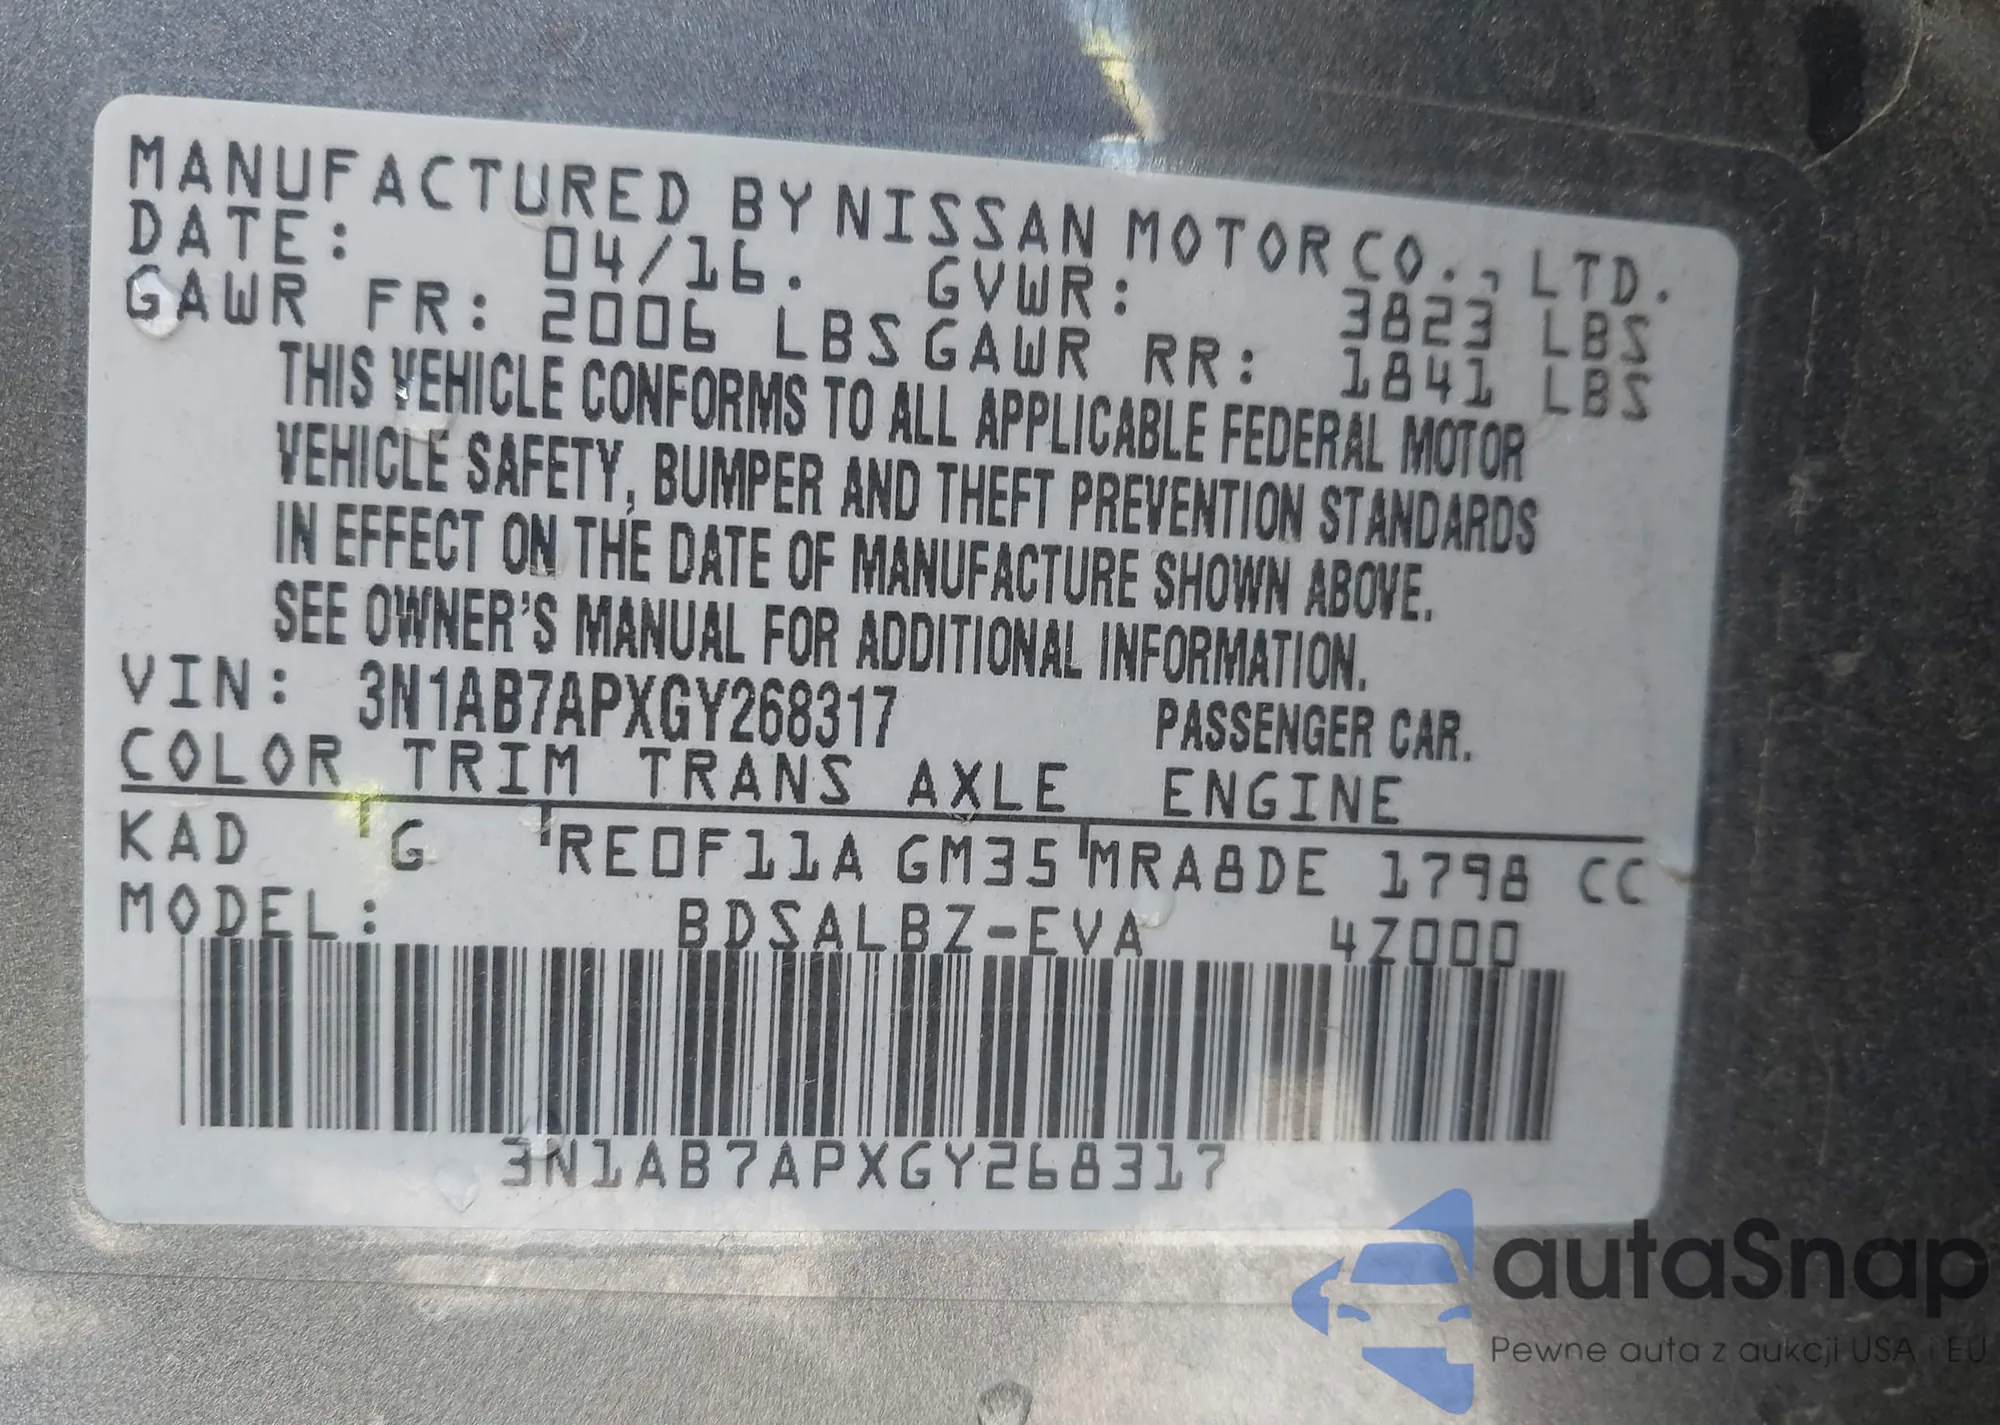 MANUFACTURED BY NISSAN MOTOR CO., LTD.
DATE: 04/16. GVWR: 3823 LBS
GAWR FR: 2006 LBS GAWR RR: 1841 LBS
THIS VEHICLE CONFORMS TO ALL APPLICABLE FEDERAL MOTOR
VEHICLE SAFETY, BUMPER AND THEFT PREVENTION STANDARDS
IN EFFECT ON THE DATE OF MANUFACTURE SHOWN ABOVE.
SEE OWNER'S MANUAL FOR ADDITIONAL INFORMATION.
VIN: 3N1AB7APXGY268317 PASSENGER CAR.
COLOR TRIM TRANS AXLE ENGINE
KAD G RE0F11A GM35 MRA8DE 1798 CC
MODEL: BDSALBZ-EVA 4Z000
3N1AB7APXGY268317
autaSnap
Pewne auta z aukcji USA i EU